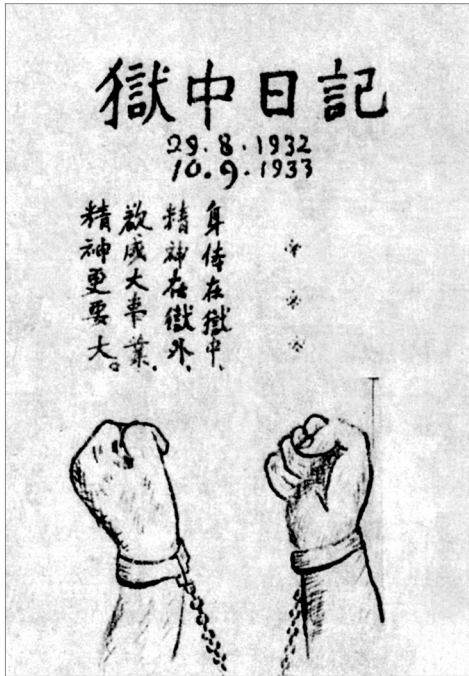 獄中日記
29.8.1932
10.9.1933
身体在獄中、
精神在獄外、
欲成大事業、
精神更要大。